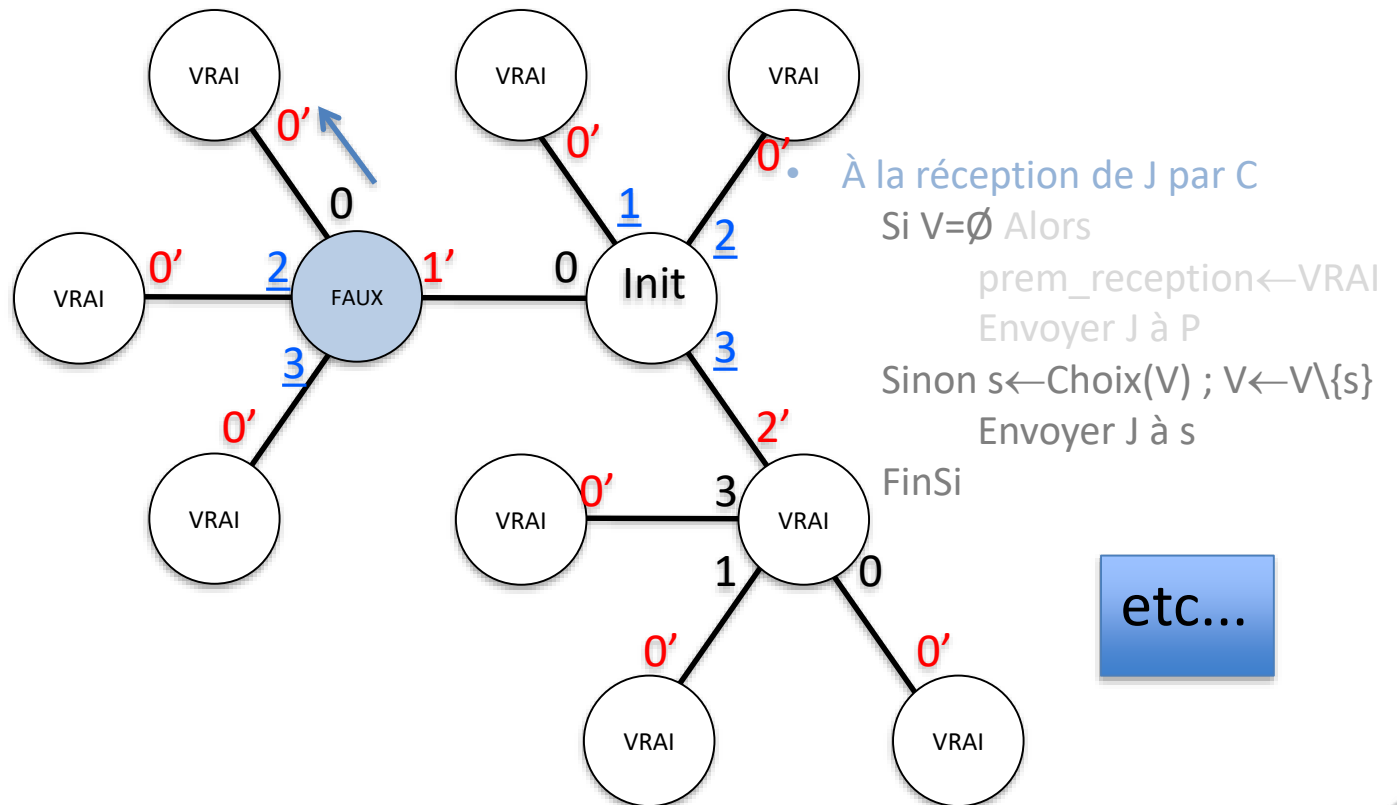 VRAI
VRAI
VRAI
0'
0'
0'
0
1
2
VRAI
0'
2
FAUX
1'
0
Init
3
3
0'
2'
VRAI
VRAI
0'
3
VRAI
1
0
0'
0'
VRAI
VRAI
• À la réception de J par C
Si V=Ø Alors
prem_reception←VRAI
Envoyer J à P
Sinon s←Choix(V) ; V←V\{s}
Envoyer J à s
FinSi
etc...